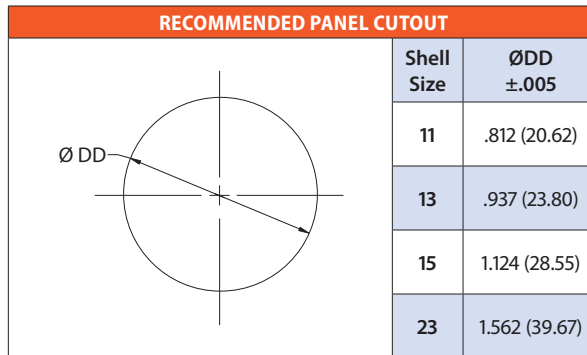 RECOMMENDED PANEL CUTOUT
Shell Size ØDD ±.005
Ø DD
11 .812 (20.62)
13 .937 (23.80)
15 1.124 (28.55)
23 1.562 (39.67)